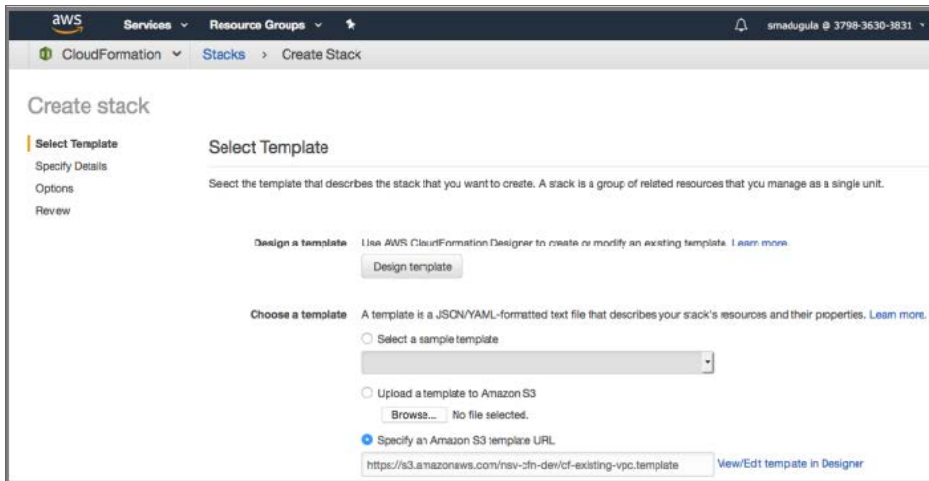 aws Services Resource Groups smadugula @ 3798-3630-3831
CloudFormation Stacks > Create Stack
Create stack
Select Template
Specify Details
Options
Review
Select Template
Select the template that describes the stack that you want to create. A stack is a group of related resources that you manage as a single unit.
Design a template Use AWS CloudFormation Designer to create or modify an existing template. Learn more.
Design template
Choose a template A template is a JSON/YAML-formatted text file that describes your stack's resources and their properties. Learn more.
Select a sample template
Upload a template to Amazon S3
Browse... No file selected.
Specify an Amazon S3 template URL
https://s3.amazonaws.com/nsv-cfn-dev/cf-existing-vpc.template View/Edit template in Designer